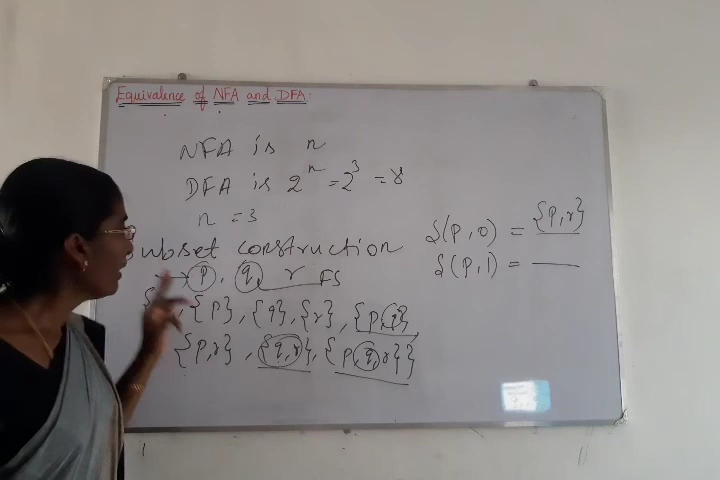 Equivalence of NFA and DFA:
NFA is n
DFA is 2^n = 2^3 = 8
n = 3
ubset construction
→ p, q, r FS
{ , {p}, {q}, {r}, {p,q}
{p,r}, {q,r}, {p,q,r}}
δ(p,0) = {p,r}
δ(p,1) = ___